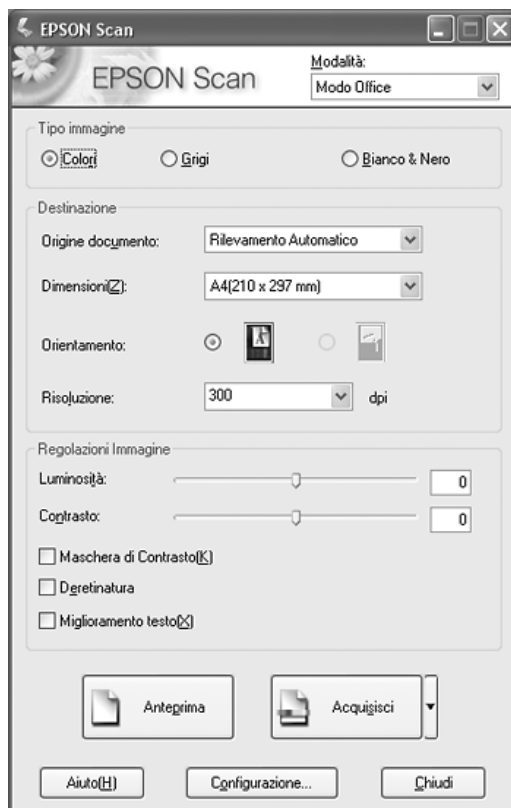 EPSON Scan
EPSON Scan
Modalità:
Modo Office
Tipo immagine
Colori
Grigi
Bianco & Nero
Destinazione
Origine documento: Rilevamento Automatico
Dimensioni(Z): A4(210 x 297 mm)
Orientamento:
Risoluzione: 300 dpi
Regolazioni Immagine
Luminosità: 0
Contrasto: 0
Maschera di Contrasto(K)
Deretinatura
Miglioramento testo(X)
Anteprima
Acquisisci
Aiuto(H)
Configurazione...
Chiudi